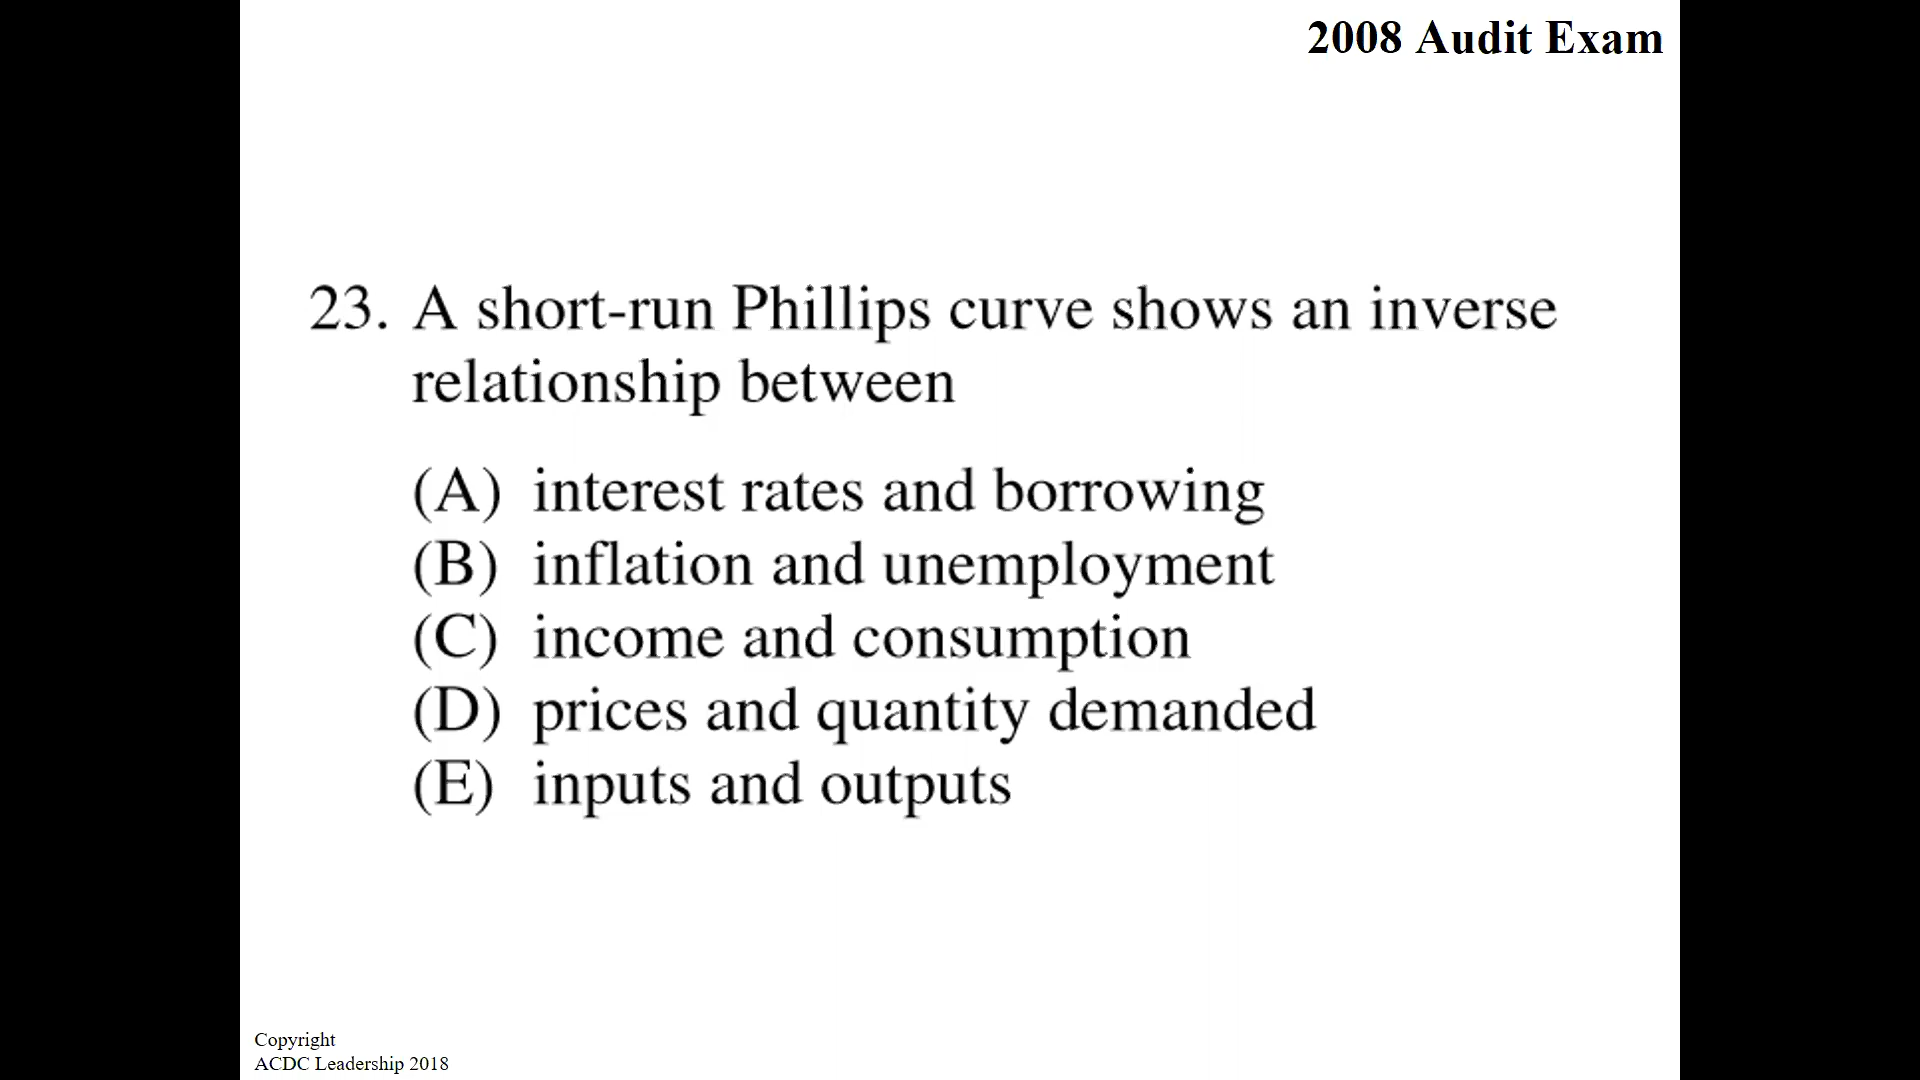 2008 Audit Exam
23. A short-run Phillips curve shows an inverse
relationship between
(A) interest rates and borrowing
(B) inflation and unemployment
(C) income and consumption
(D) prices and quantity demanded
(E) inputs and outputs
Copyright
ACDC Leadership 2018